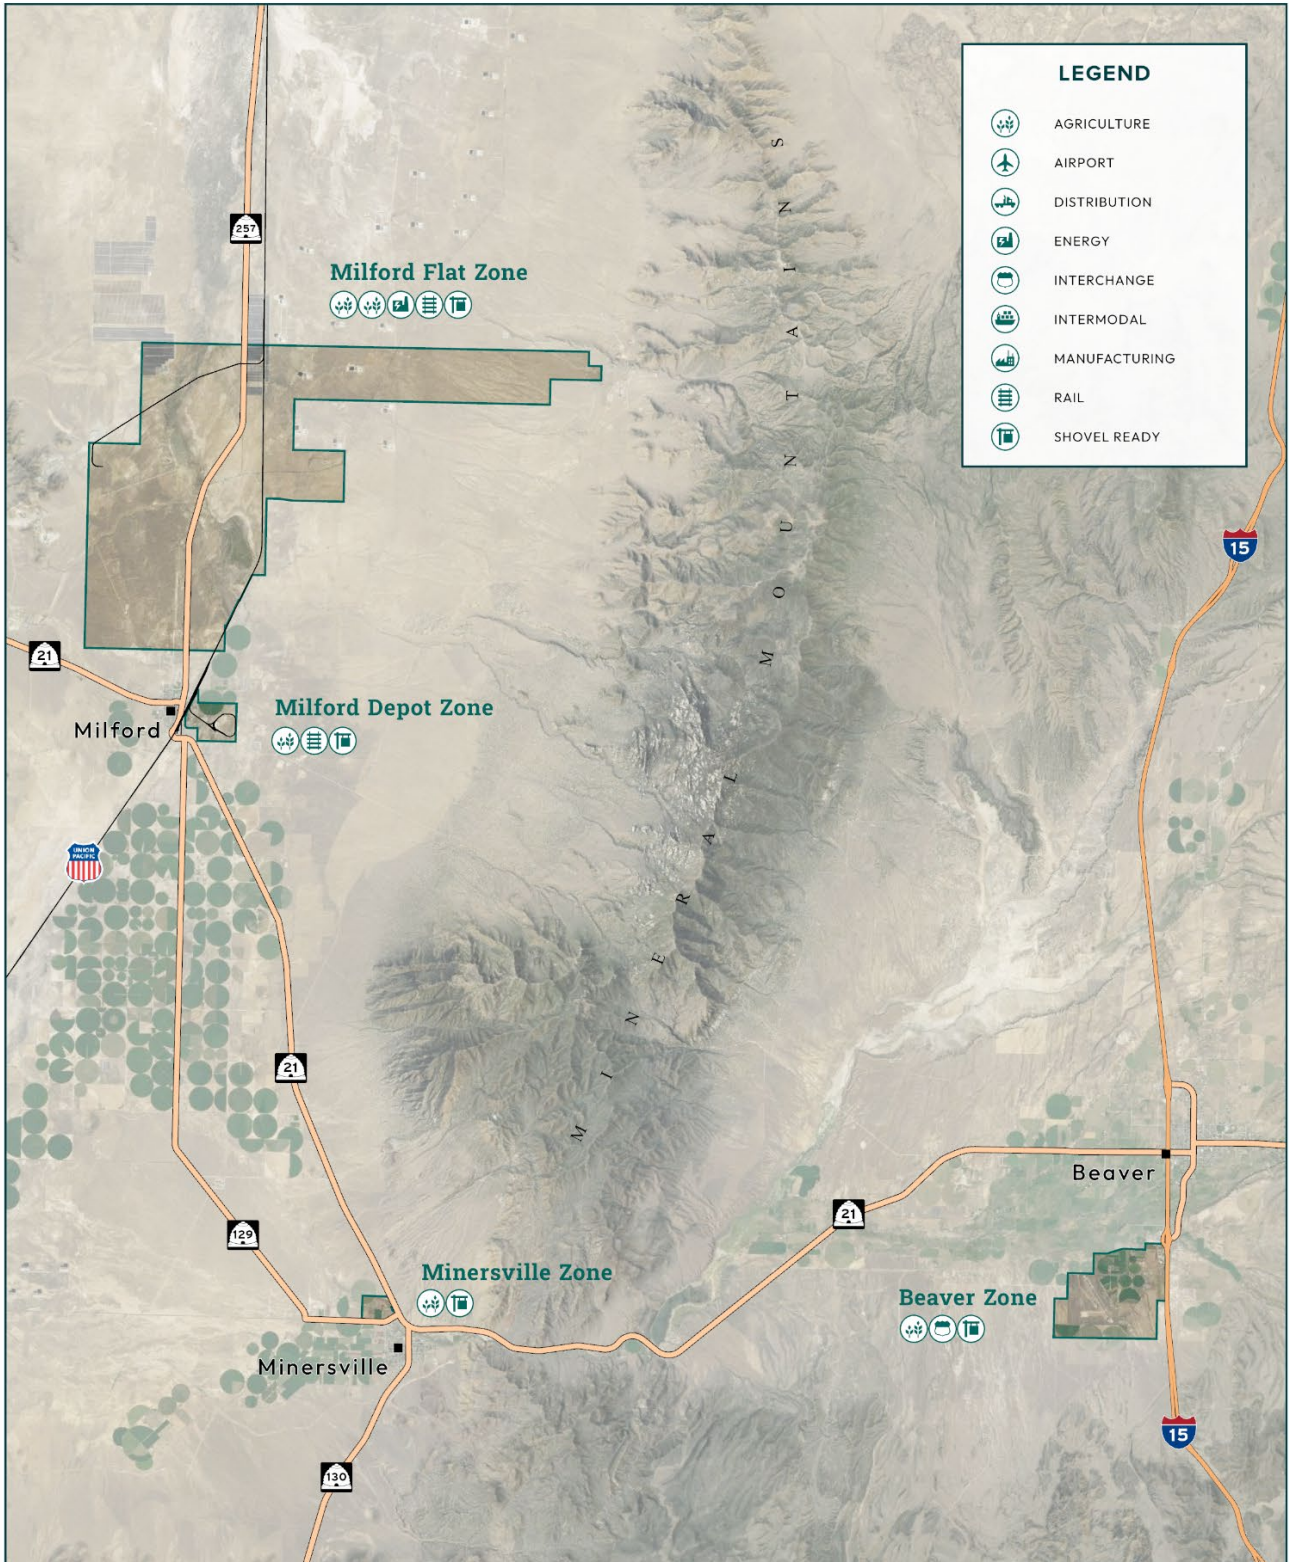 LEGEND
AGRICULTURE
AIRPORT
DISTRIBUTION
ENERGY
INTERCHANGE
INTERMODAL
MANUFACTURING
RAIL
SHOVEL READY
257
Milford Flat Zone
MINERAL MOUNTAINS
15
21
Milford Depot Zone
Milford
UNION
PACIFIC
21
Beaver
21
129
Minersville Zone
Beaver Zone
Minersville
15
130